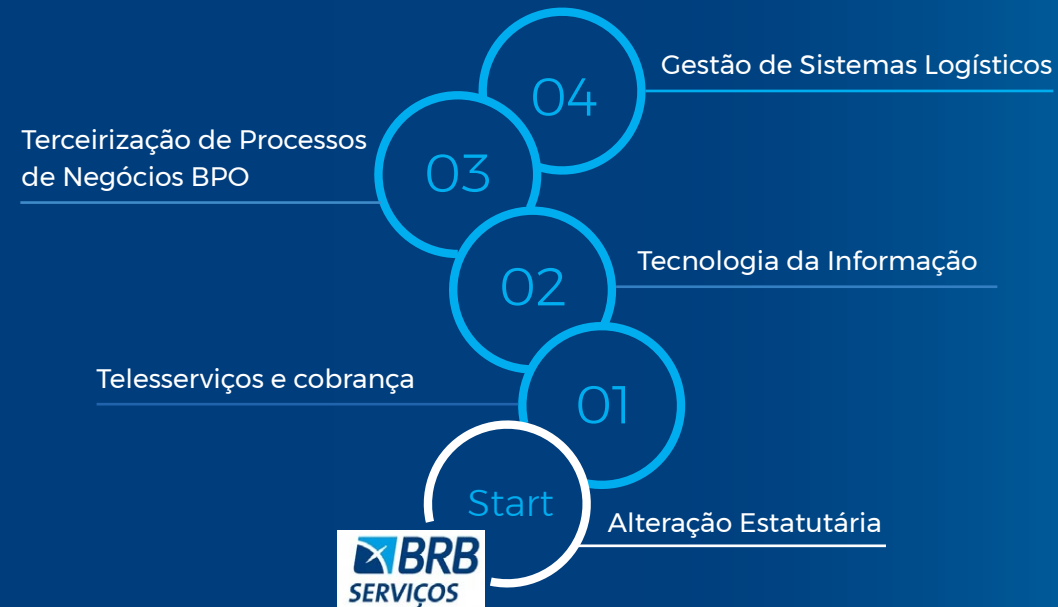 04
Gestão de Sistemas Logísticos
Terceirização de Processos
de Negócios BPO
03
02
Tecnologia da Informação
Telesserviços e cobrança
01
Start
Alteração Estatutária
BRB
SERVIÇOS